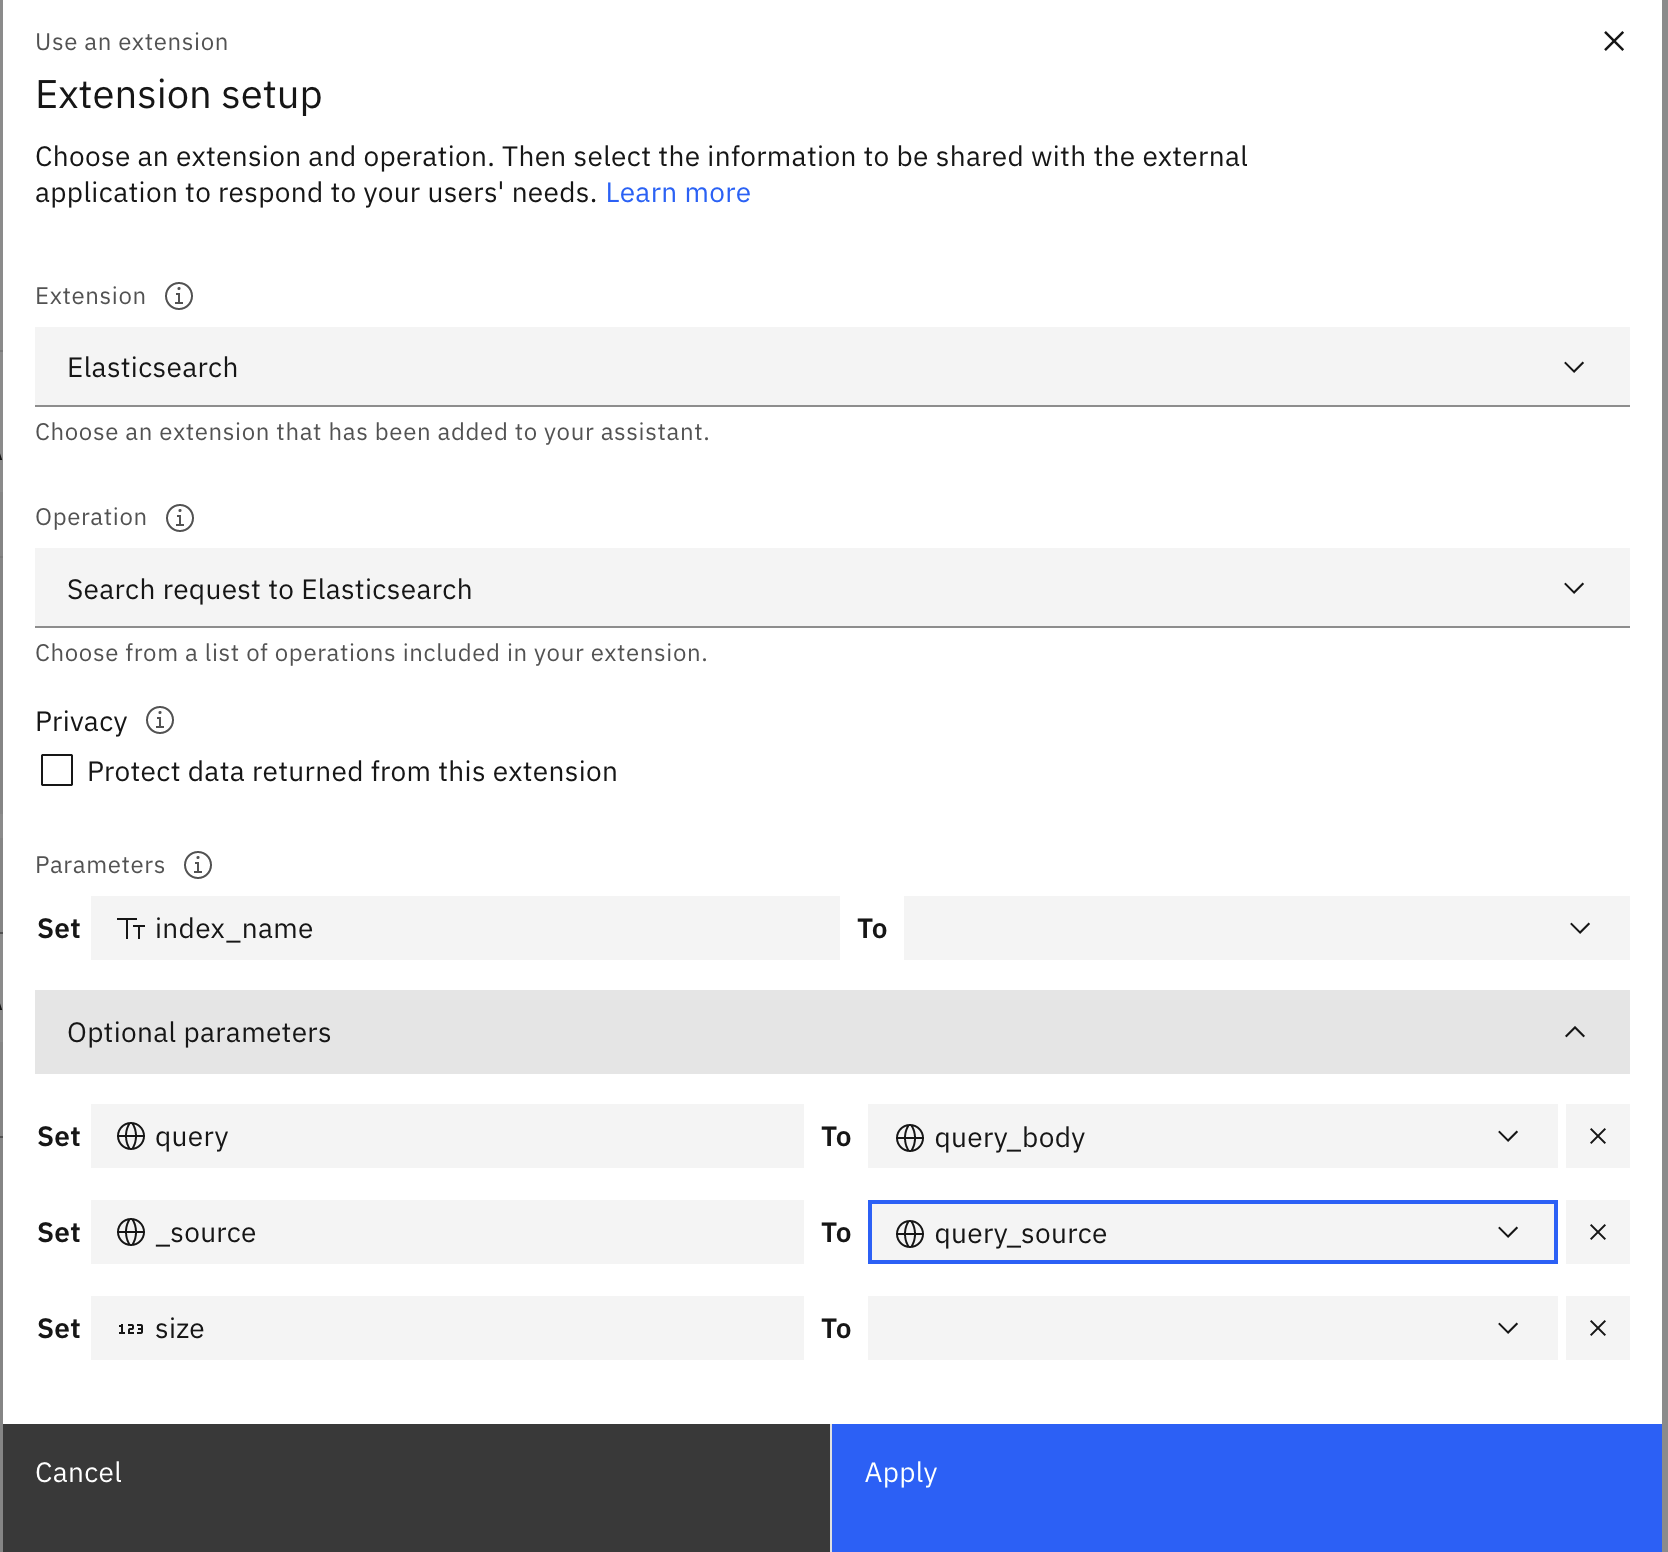 Use an extension
Extension setup
Choose an extension and operation. Then select the information to be shared with the external
application to respond to your users' needs. Learn more
Extension
Elasticsearch
Choose an extension that has been added to your assistant.
Operation
Search request to Elasticsearch
Choose from a list of operations included in your extension.
Privacy
Protect data returned from this extension
Parameters
Set index_name To
Optional parameters
Set query To query_body
Set _source To query_source
Set 123 size To
Cancel Apply